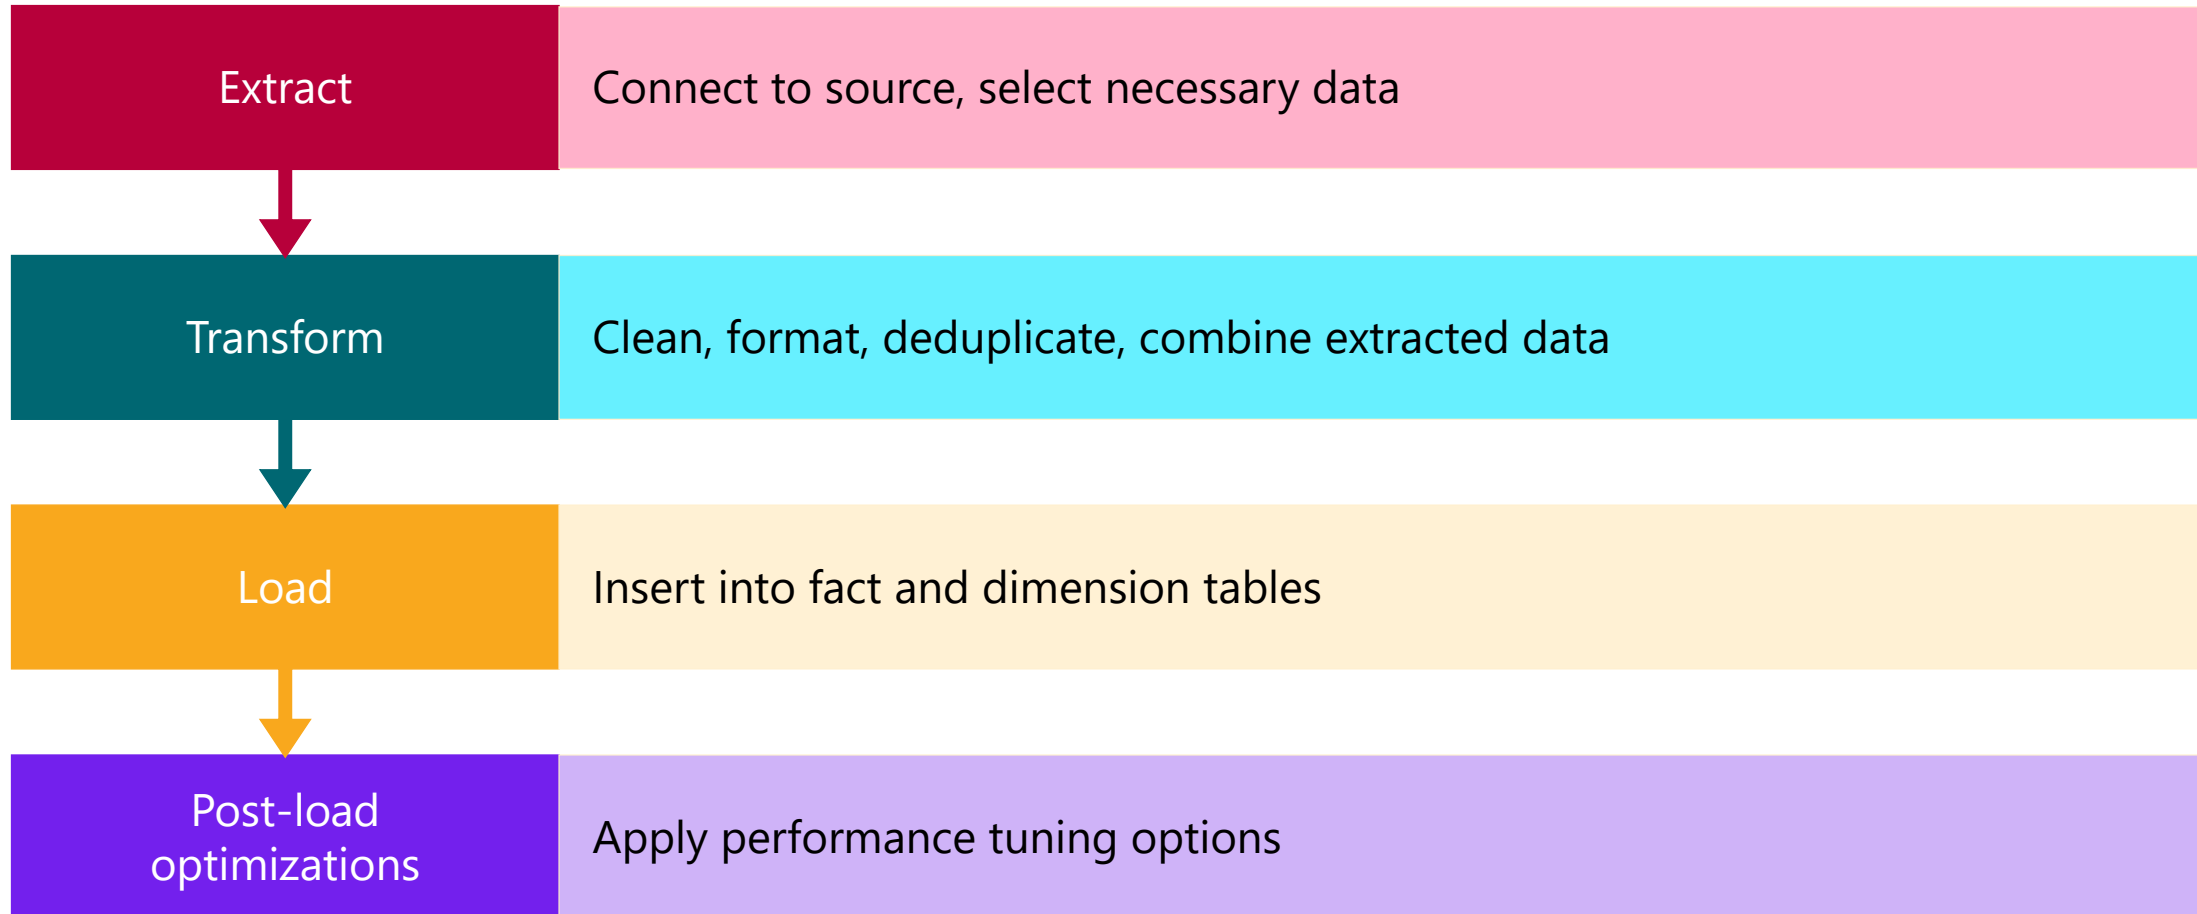 Extract
Connect to source, select necessary data
Transform
Clean, format, deduplicate, combine extracted data
Load
Insert into fact and dimension tables
Post-load
optimizations
Apply performance tuning options